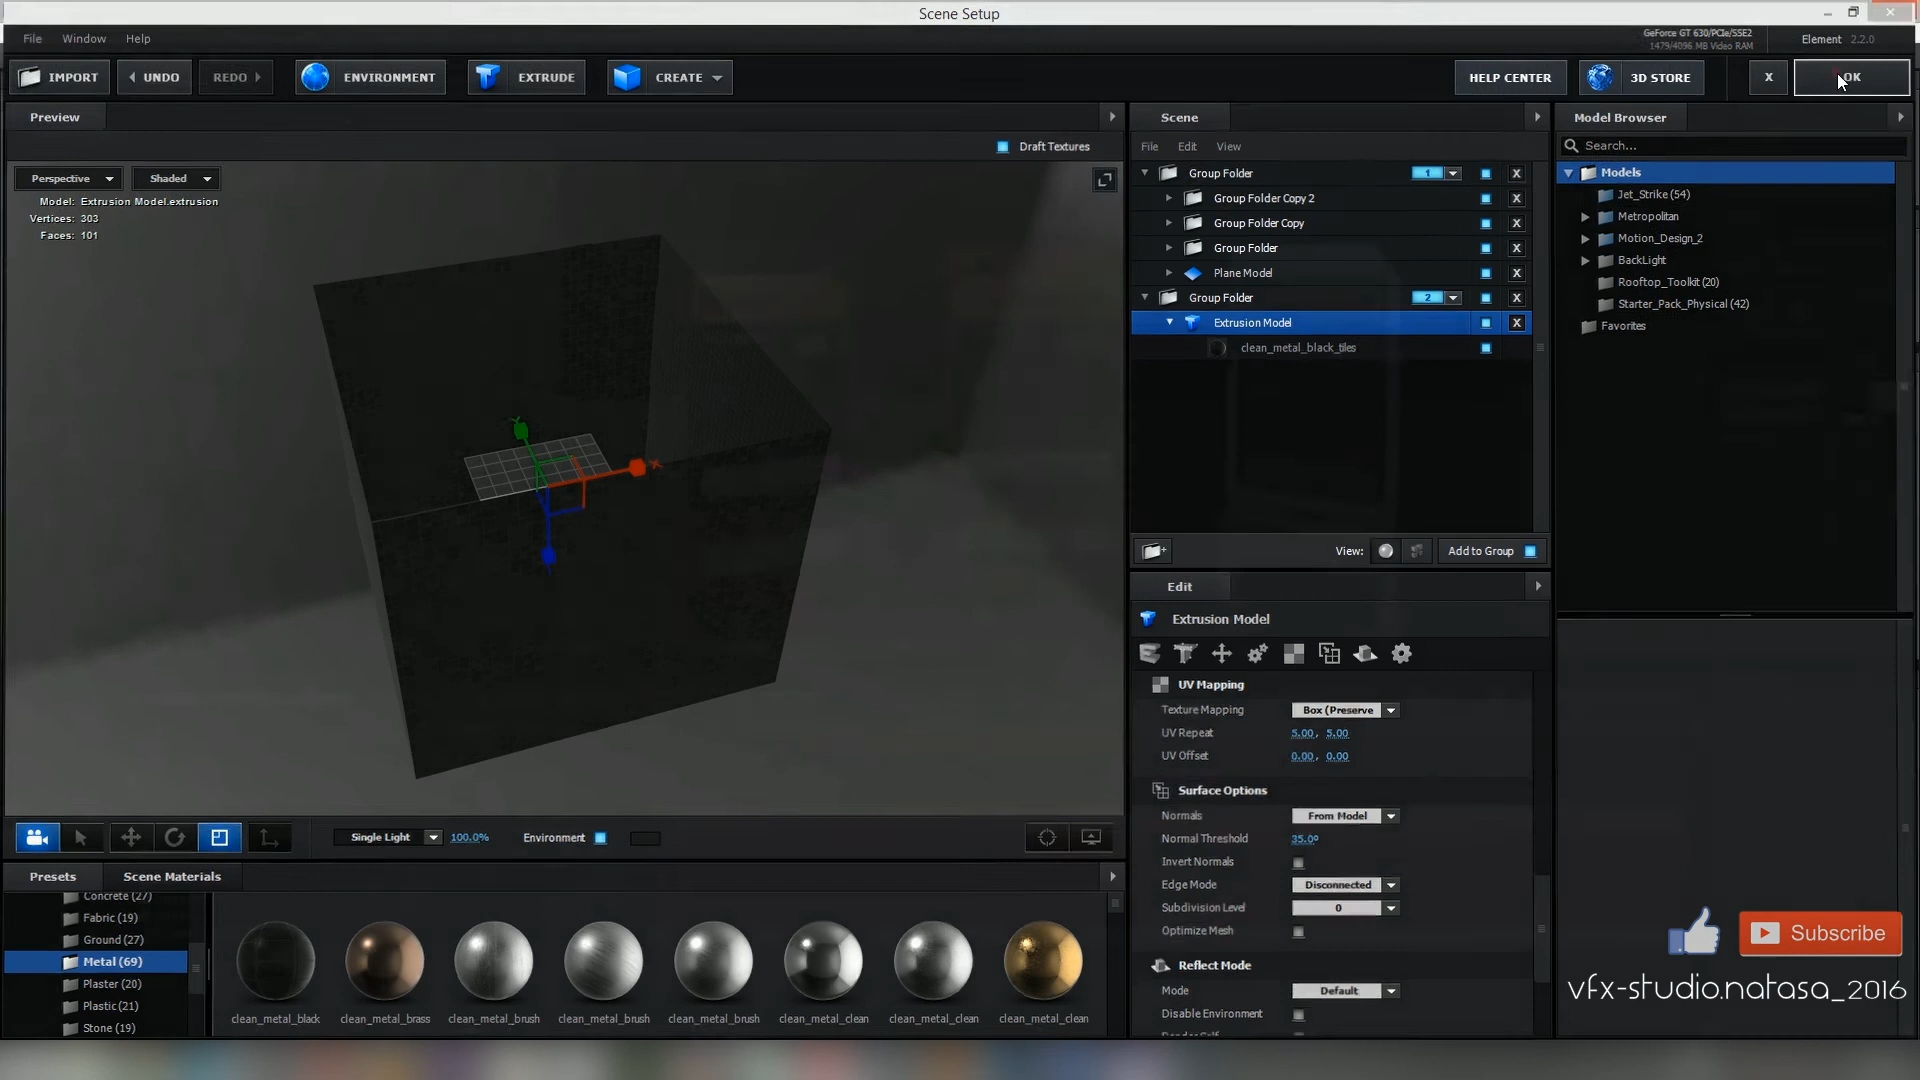 Scene Setup
File Window Help
GeForce GT 630/PCIe/SSE2
1479/4096 MB Video RAM
Element 2.2.0
IMPORT UNDO REDO ENVIRONMENT EXTRUDE CREATE HELP CENTER 3D STORE X OK
Preview
Draft Textures
Perspective Shaded
Model: Extrusion Model.extrusion
Vertices: 303
Faces: 101
Single Light 100.0% Environment
Scene
File Edit View
Group Folder 1 X
Group Folder Copy 2 X
Group Folder Copy X
Group Folder X
Plane Model X
Group Folder 2 X
Extrusion Model X
clean_metal_black_tiles
View: Add to Group
Edit
Extrusion Model
UV Mapping
Texture Mapping Box (Preserve
UV Repeat 5.00, 5.00
UV Offset 0.00, 0.00
Surface Options
Normals From Model
Normal Threshold 35.0°
Invert Normals
Edge Mode Disconnected
Subdivision Level 0
Optimize Mesh
Reflect Mode
Mode Default
Disable Environment
Model Browser
Search...
Models
Jet_Strike (54)
Metropolitan
Motion_Design_2
BackLight
Rooftop_Toolkit (20)
Starter_Pack_Physical (42)
Favorites
Presets Scene Materials
Concrete (27)
Fabric (19)
Ground (27)
Metal (69)
Plaster (20)
Plastic (21)
Stone (19)
clean_metal_black clean_metal_brass clean_metal_brush clean_metal_brush clean_metal_brush clean_metal_clean clean_metal_clean clean_metal_clean
Subscribe
vfx-studio.natasa_2016